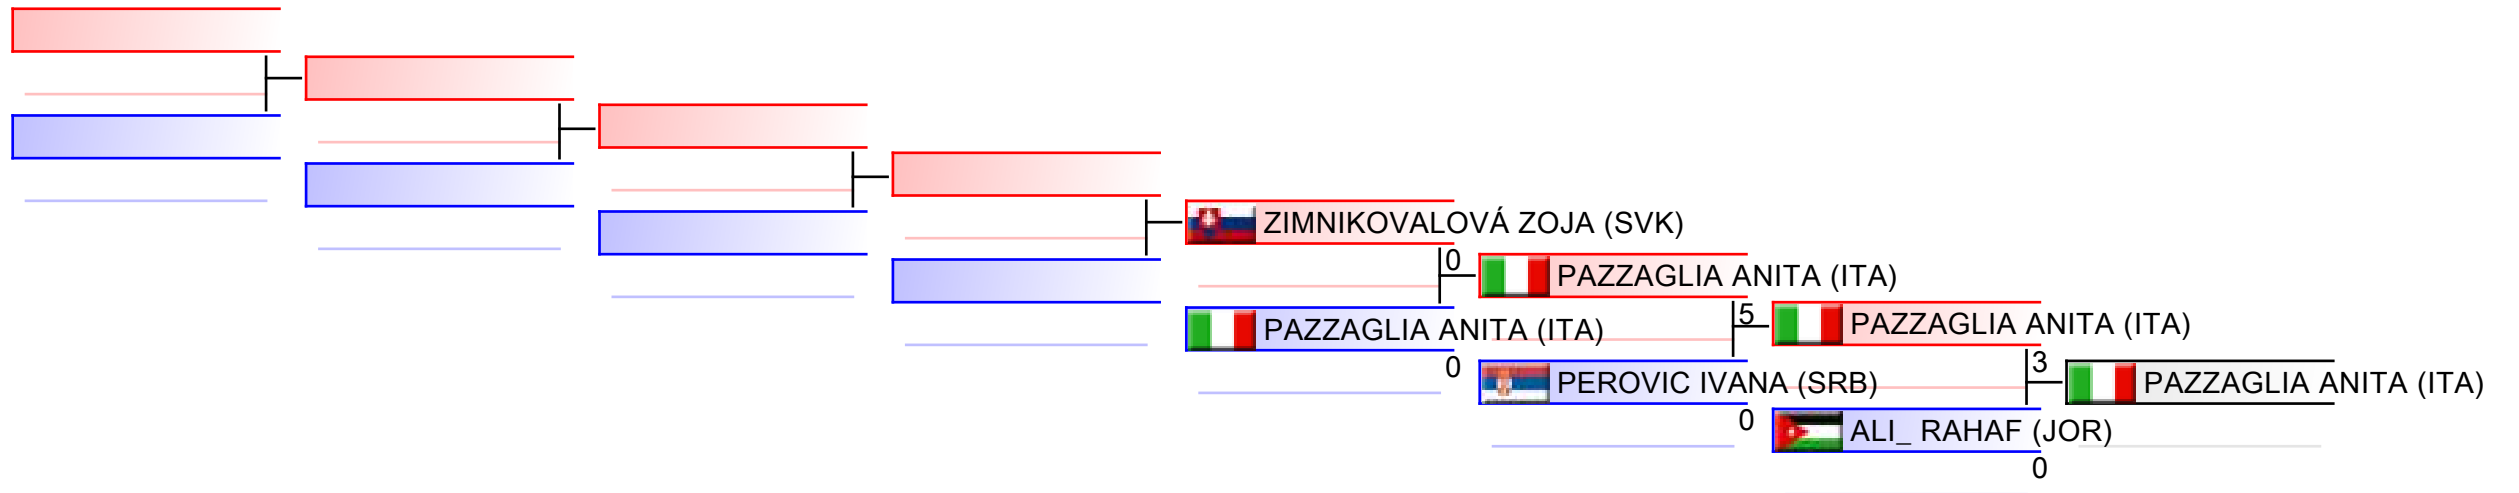 ZIMNIKOVALOVÁ ZOJA (SVK)
0
PAZZAGLIA ANITA (ITA)
0
PAZZAGLIA ANITA (ITA)
5
PEROVIC IVANA (SRB)
0
PAZZAGLIA ANITA (ITA)
3
ALI_ RAHAF (JOR)
0
PAZZAGLIA ANITA (ITA)